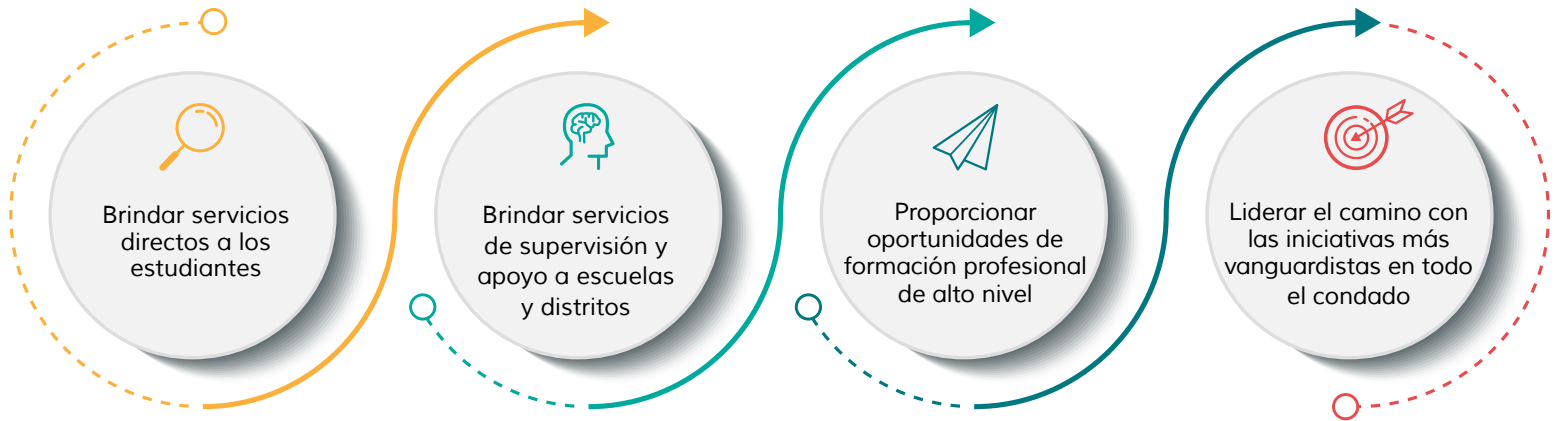 Brindar servicios
directos a los
estudiantes
Brindar servicios
de supervisión y
apoyo a escuelas
y distritos
Proporcionar
oportunidades de
formación profesional
de alto nivel
Liderar el camino con
las iniciativas más
vanguardistas en todo
el condado